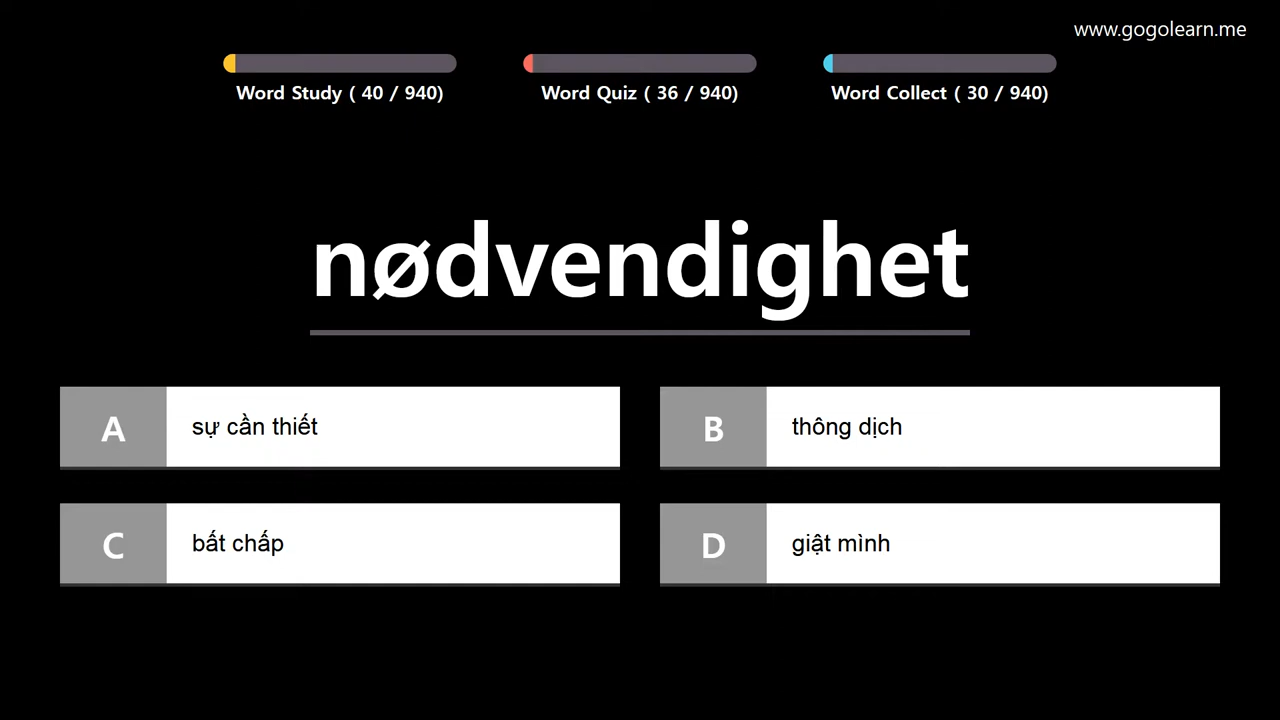 www.gogolearn.me
Word Study ( 40 / 940)
Word Quiz ( 36 / 940)
Word Collect ( 30 / 940)
nødvendighet
A sự cần thiết
B thông dịch
C bất chấp
D giật mình